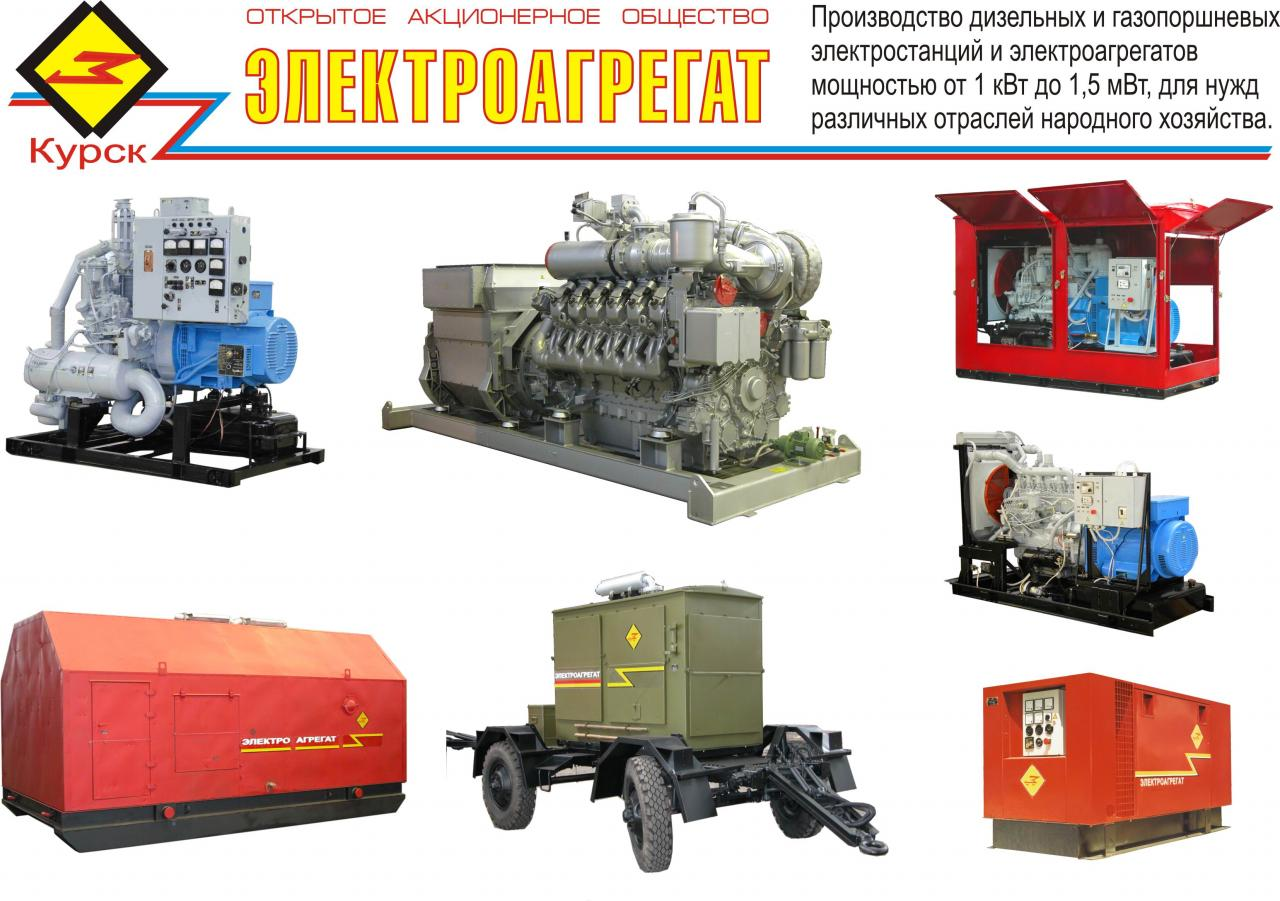 ОТКРЫТОЕ АКЦИОНЕРНОЕ ОБЩЕСТВО
ЭЛЕКТРОАГРЕГАТ
Курск
Производство дизельных и газопоршневых
электростанций и электроагрегатов
мощностью от 1 кВт до 1,5 мВт, для нужд
различных отраслей народного хозяйства.
ЭЛЕКТРО АГРЕГАТ
ЭЛЕКТРОАГРЕГАТ
ЭЛЕКТРОАГРЕГАТ